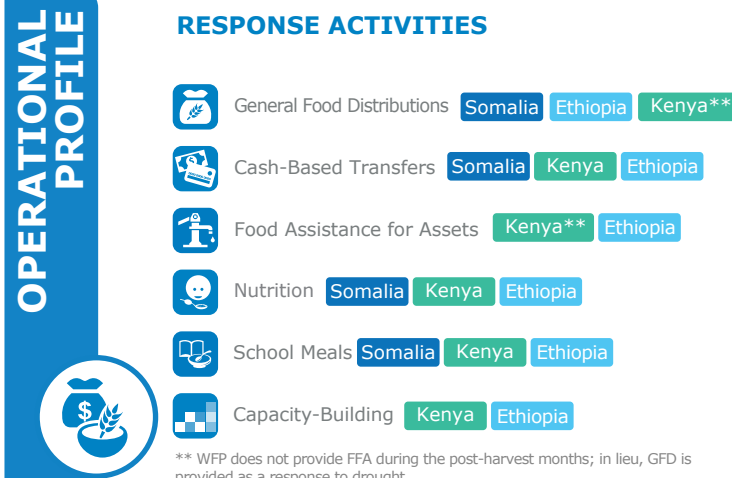 OPERATIONAL
PROFILE
RESPONSE ACTIVITIES
General Food Distributions Somalia Ethiopia Kenya**
Cash-Based Transfers Somalia Kenya Ethiopia
Food Assistance for Assets Kenya** Ethiopia
Nutrition Somalia Kenya Ethiopia
School Meals Somalia Kenya Ethiopia
Capacity-Building Kenya Ethiopia
$
** WFP does not provide FFA during the post-harvest months; in lieu, GFD is
provided as a response to drought